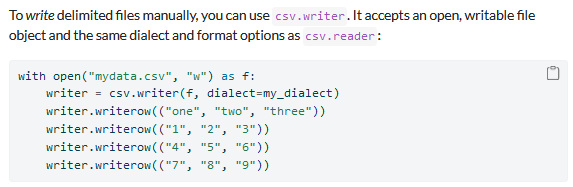 To write delimited files manually, you can use csv.writer. It accepts an open, writable file
object and the same dialect and format options as csv.reader:
with open("mydata.csv", "w") as f:
    writer = csv.writer(f, dialect=my_dialect)
    writer.writerow(("one", "two", "three"))
    writer.writerow(("1", "2", "3"))
    writer.writerow(("4", "5", "6"))
    writer.writerow(("7", "8", "9"))